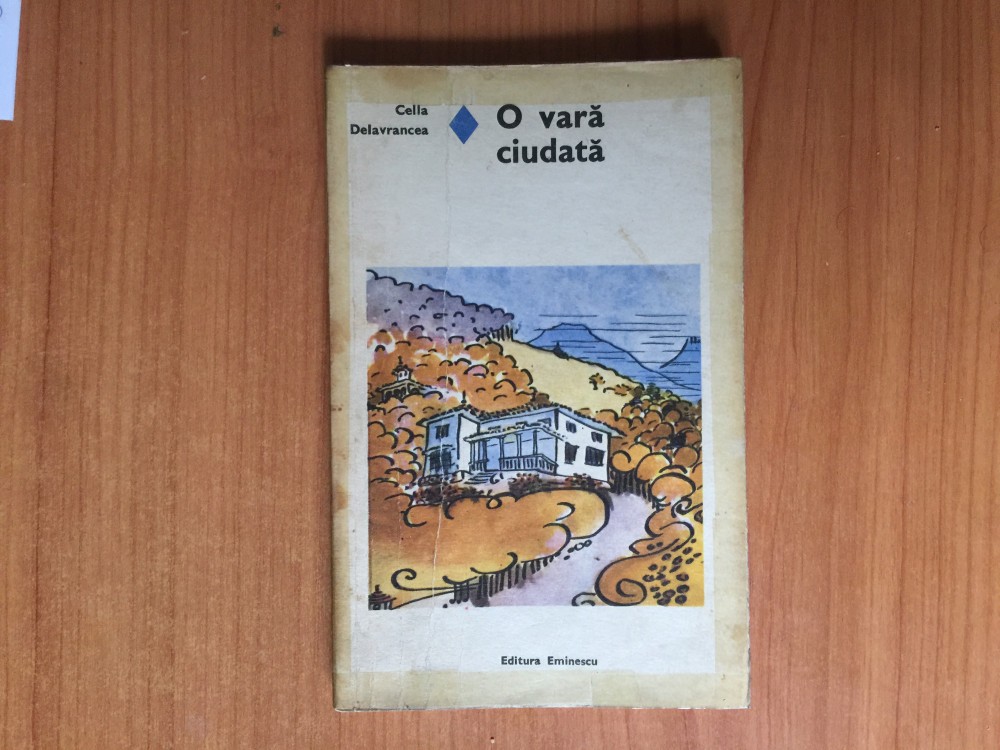 Cella
Delavrancea
O vară
ciudată
Editura Eminescu